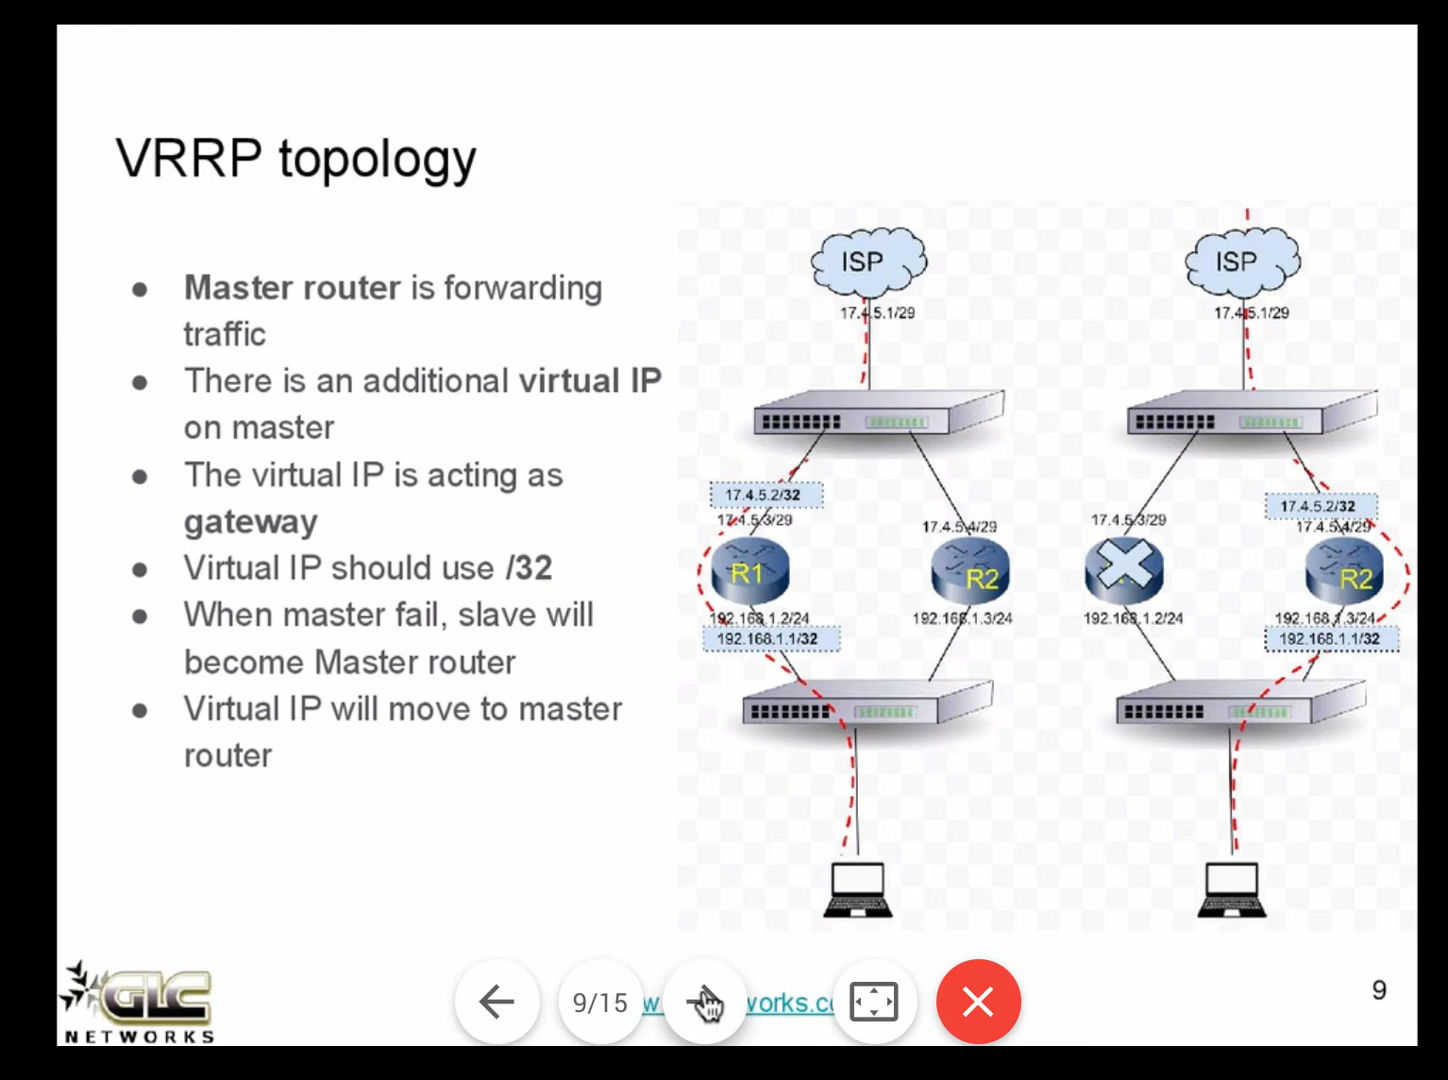 VRRP topology
● Master router is forwarding
traffic
● There is an additional virtual IP
on master
● The virtual IP is acting as
gateway
● Virtual IP should use /32
● When master fail, slave will
become Master router
● Virtual IP will move to master
router
ISP
17.4.5.1/29
17.4.5.2/32
17.4.5.3/29
17.4.5.4/29
R1
R2
192.168.1.2/24
192.168.1.3/24
192.168.1.1/32
ISP
17.4.5.1/29
17.4.5.2/32
17.4.5.3/29
17.4.5.4/29
R2
192.168.1.2/24
192.168.1.3/24
192.168.1.1/32
GLC
NETWORKS
9/15
9